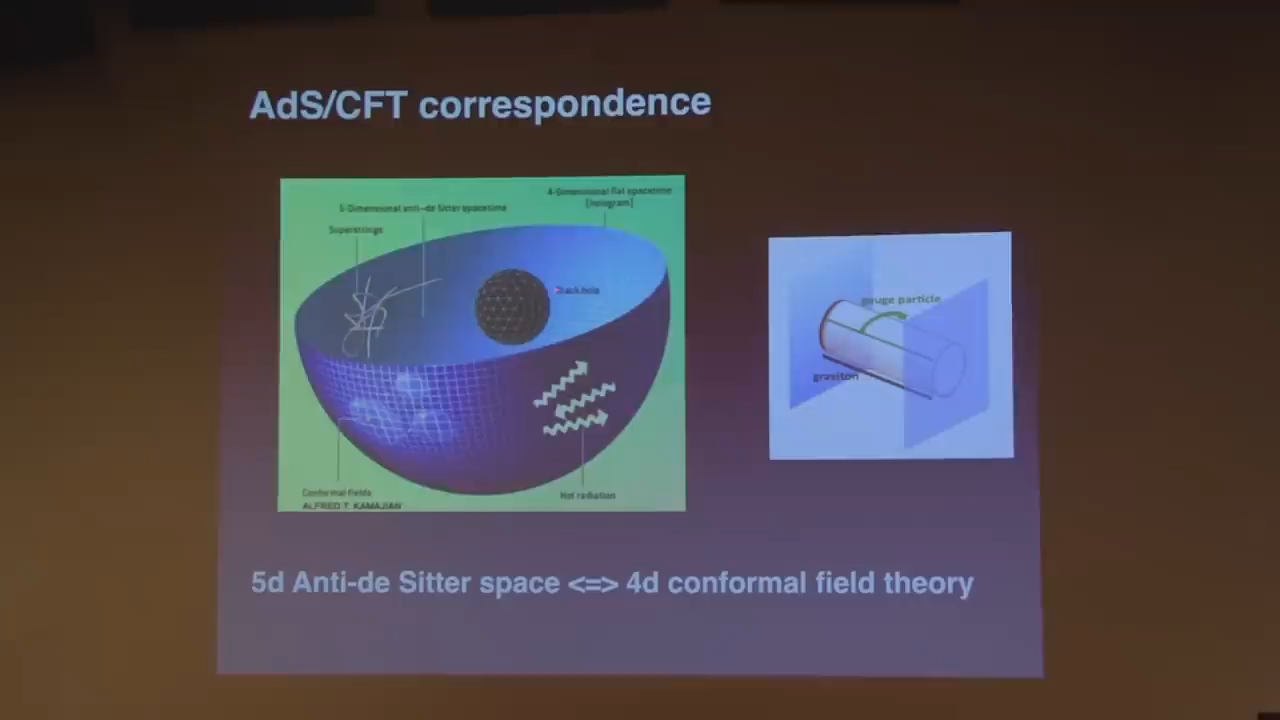 AdS/CFT correspondence
4-Dimensional flat spacetime
[hologram]
5-Dimensional anti-de Sitter spacetime
Superstrings
Black hole
gauge particle
graviton
Conformal fields
ALFRED T. KAMAJIAN
Hot radiation
5d Anti-de Sitter space <=> 4d conformal field theory